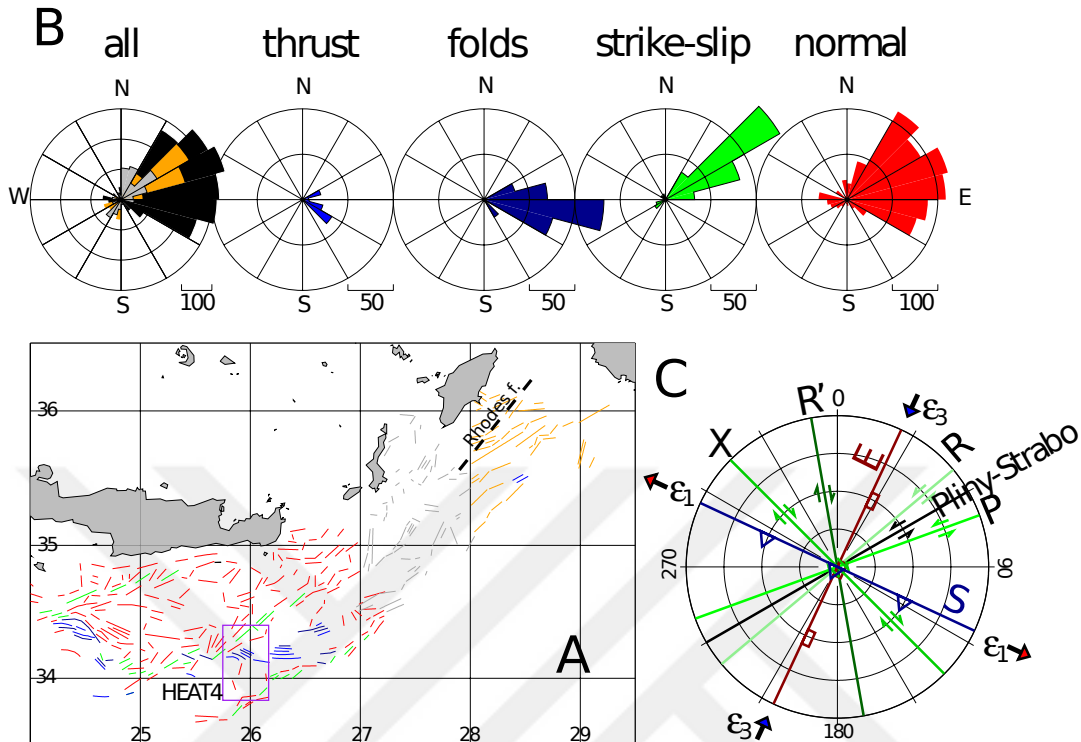 B
all thrust folds strike-slip normal
N N N N N
W E
S 100 S 50 S 50 S 50 S 100
A
36
35
34
25 26 27 28 29
Rhodes f.
HEAT4
C
0
R' ε3
X E R
Pliny-Strabo
ε1 P
270 90
S
ε1
ε3
180